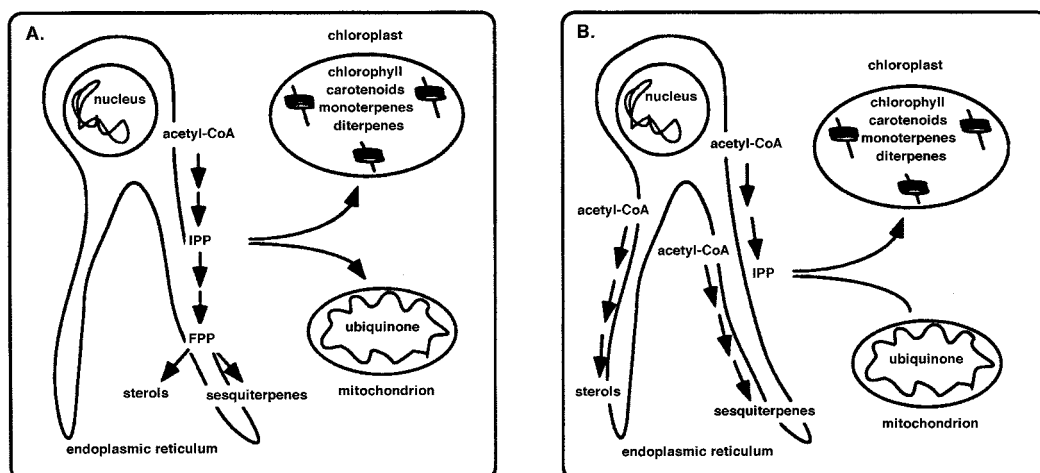 A.
chloroplast
chlorophyll
carotenoids
monoterpenes
diterpenes
nucleus
acetyl-CoA
IPP
FPP
sterols
sesquiterpenes
ubiquinone
mitochondrion
endoplasmic reticulum
B.
chloroplast
chlorophyll
carotenoids
monoterpenes
diterpenes
nucleus
acetyl-CoA
acetyl-CoA
acetyl-CoA
IPP
ubiquinone
sterols
sesquiterpenes
mitochondrion
endoplasmic reticulum